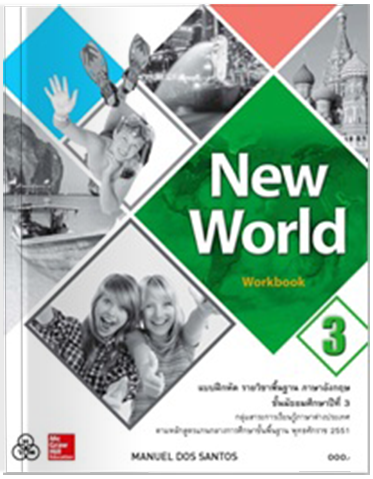 New
World
Workbook
3
แบบฝึกหัด รายวิชาพื้นฐาน ภาษาอังกฤษ
ชั้นมัธยมศึกษาปีที่ 3
กลุ่มสาระการเรียนรู้ภาษาต่างประเทศ
ตามหลักสูตรแกนกลางการศึกษาขั้นพื้นฐาน พุทธศักราช 2551
Mc
Graw
Hill
Education
MANUEL DOS SANTOS
000.-